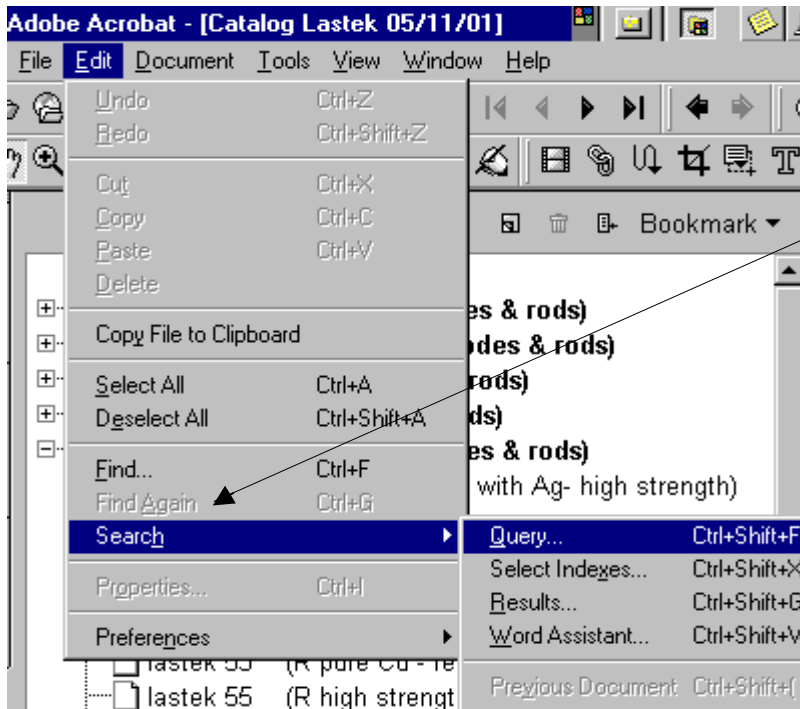 Adobe Acrobat - [Catalog Lastek 05/11/01]
File Edit Document Tools View Window Help
Undo Ctrl+Z
Redo Ctrl+Shift+Z
Cut Ctrl+X
Copy Ctrl+C
Paste Ctrl+V
Delete
Bookmark
Copy File to Clipboard
Select All Ctrl+A
Deselect All Ctrl+Shift+A
Find... Ctrl+F
Find Again Ctrl+G
Search
Properties... Ctrl+I
Preferences
es & rods)
odes & rods)
rods)
ds)
es & rods)
with Ag- high strength)
Query... Ctrl+Shift+F
Select Indexes... Ctrl+Shift+X
Results... Ctrl+Shift+G
Word Assistant... Ctrl+Shift+W
Previous Document Ctrl+Shift+[
lastek 55 (R high strengt